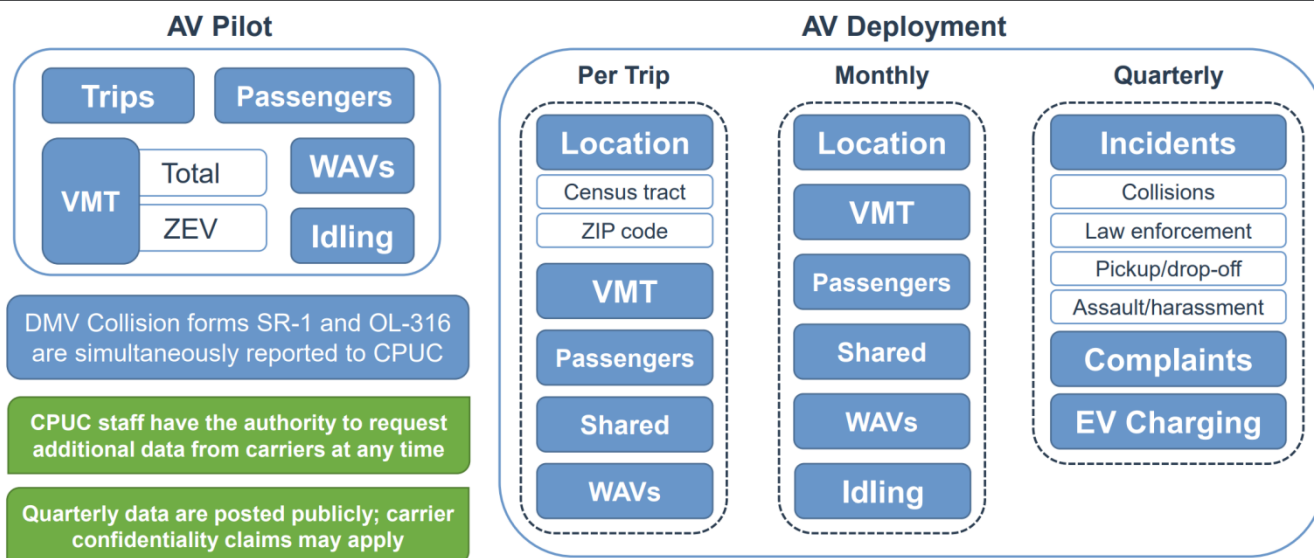 AV Pilot
Trips
Passengers
VMT
Total
ZEV
WAVs
Idling
DMV Collision forms SR-1 and OL-316
are simultaneously reported to CPUC
CPUC staff have the authority to request
additional data from carriers at any time
Quarterly data are posted publicly; carrier
confidentiality claims may apply
AV Deployment
Per Trip
Location
Census tract
ZIP code
VMT
Passengers
Shared
WAVs
Monthly
Location
VMT
Passengers
Shared
WAVs
Idling
Quarterly
Incidents
Collisions
Law enforcement
Pickup/drop-off
Assault/harassment
Complaints
EV Charging